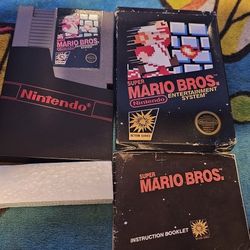 SUPER
MARIO BROS.
Nintendo
SUPER
MARIO BROS.
Nintendo
ENTERTAINMENT
SYSTEM
ACTION SERIES
SUPER
MARIO BROS.
INSTRUCTION BOOKLET